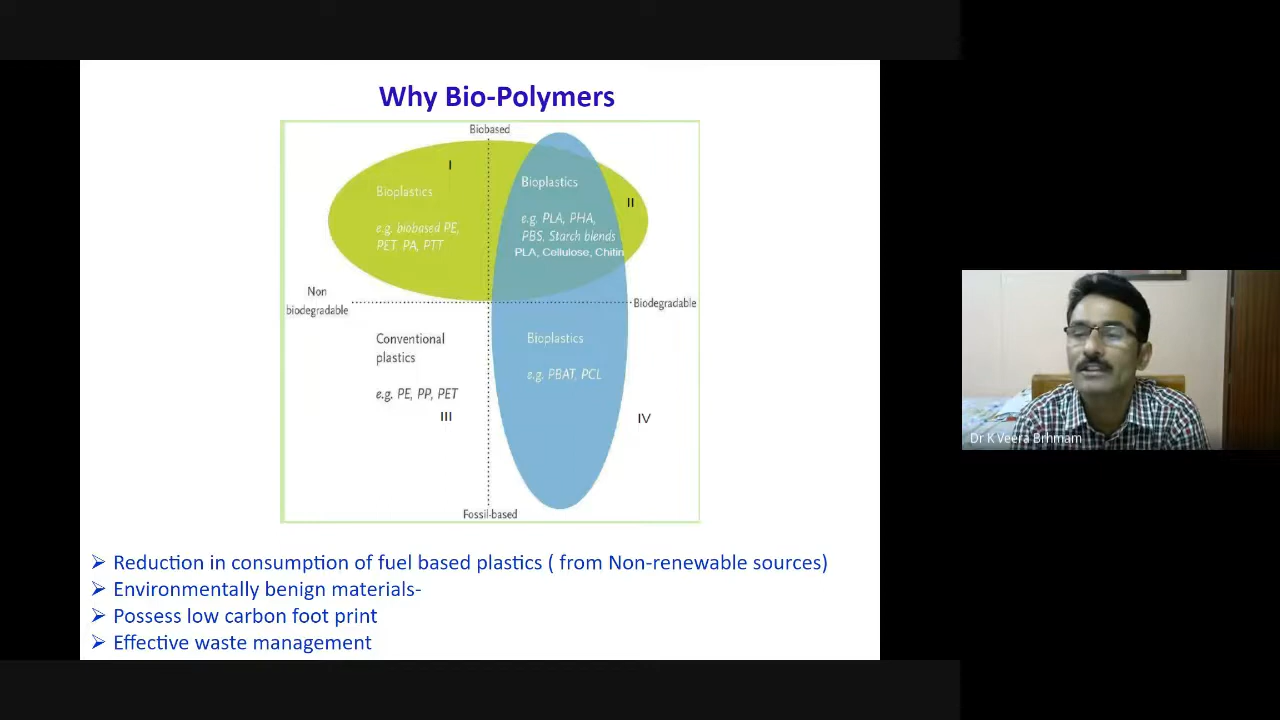 Why Bio-Polymers
Biobased
I
Bioplastics
e.g. biobased PE,
PET PA, PTT
Bioplastics
II
e.g. PLA, PHA,
PBS, Starch blends
PLA, Cellulose, Chitin
Non
biodegradable
Biodegradable
Conventional
plastics
e.g. PE, PP, PET
III
Bioplastics
e.g. PBAT, PCL
IV
Fossil-based
➢ Reduction in consumption of fuel based plastics ( from Non-renewable sources)
➢ Environmentally benign materials-
➢ Possess low carbon foot print
➢ Effective waste management
Dr K Veera Brhmam